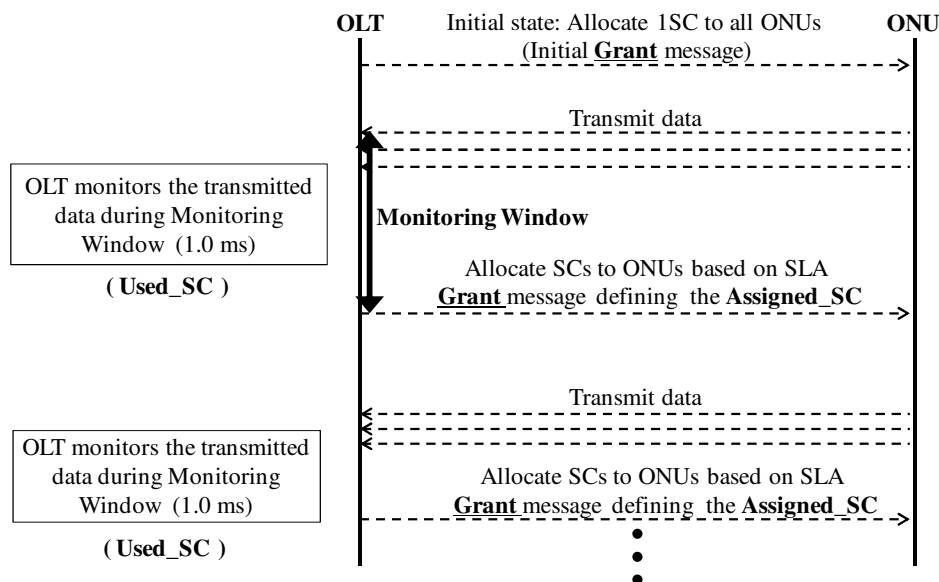 OLT
Initial state: Allocate 1SC to all ONUs
(Initial Grant message)
ONU
Transmit data
OLT monitors the transmitted
data during Monitoring
Window (1.0 ms)
( Used_SC )
Monitoring Window
Allocate SCs to ONUs based on SLA
Grant message defining the Assigned_SC
Transmit data
OLT monitors the transmitted
data during Monitoring
Window (1.0 ms)
( Used_SC )
Allocate SCs to ONUs based on SLA
Grant message defining the Assigned_SC